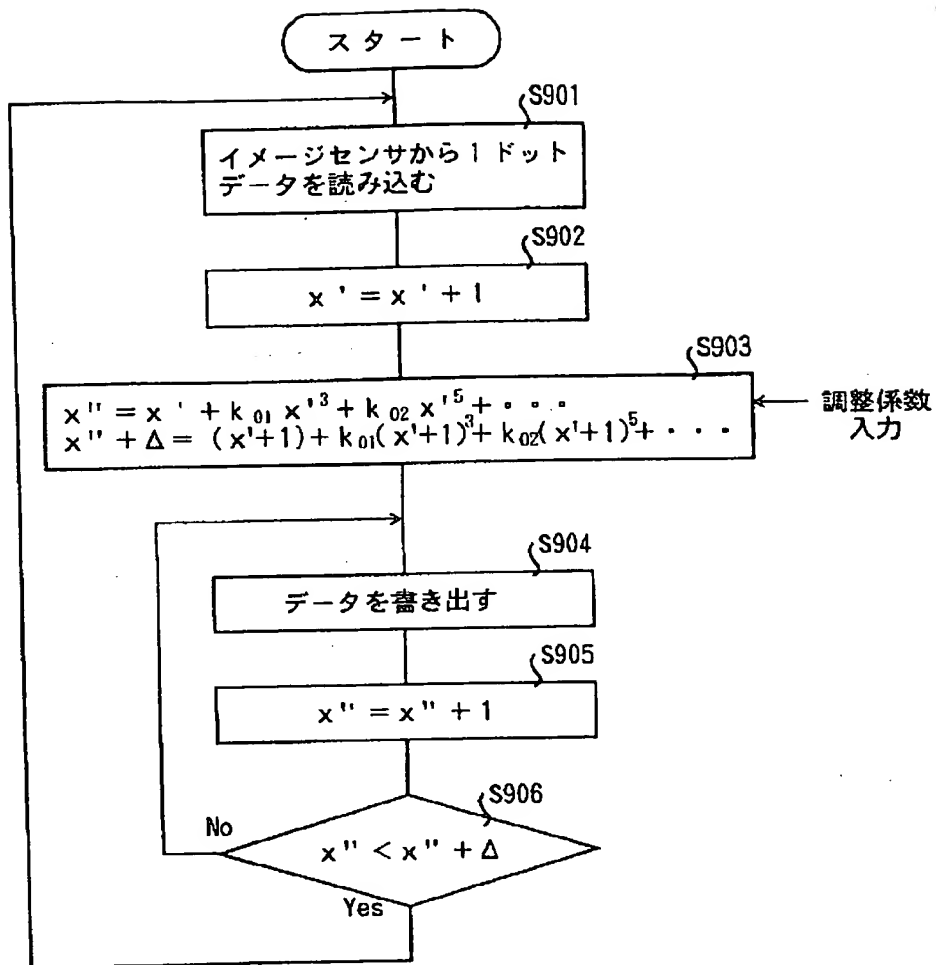 スタート
S901
イメージセンサから1ドット
データを読み込む
S902
x' = x' + 1
S903
x'' = x' + k₀₁ x'³ + k₀₂ x'⁵ + ・・・
x'' + Δ = (x'+1) + k₀₁(x'+1)³ + k₀₂(x'+1)⁵ + ・・・
調整係数
入力
S904
データを書き出す
S905
x'' = x'' + 1
S906
No
x'' < x'' + Δ
Yes